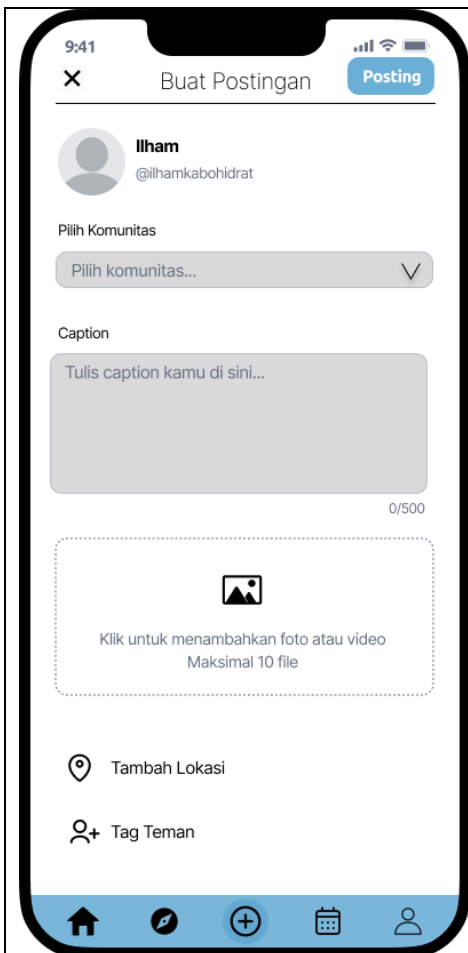 9:41
Buat Postingan
Posting
Ilham
@ilhamkabohidrat
Pilih Komunitas
Pilih komunitas...
Caption
Tulis caption kamu di sini...
0/500
Klik untuk menambahkan foto atau video
Maksimal 10 file
Tambah Lokasi
Tag Teman